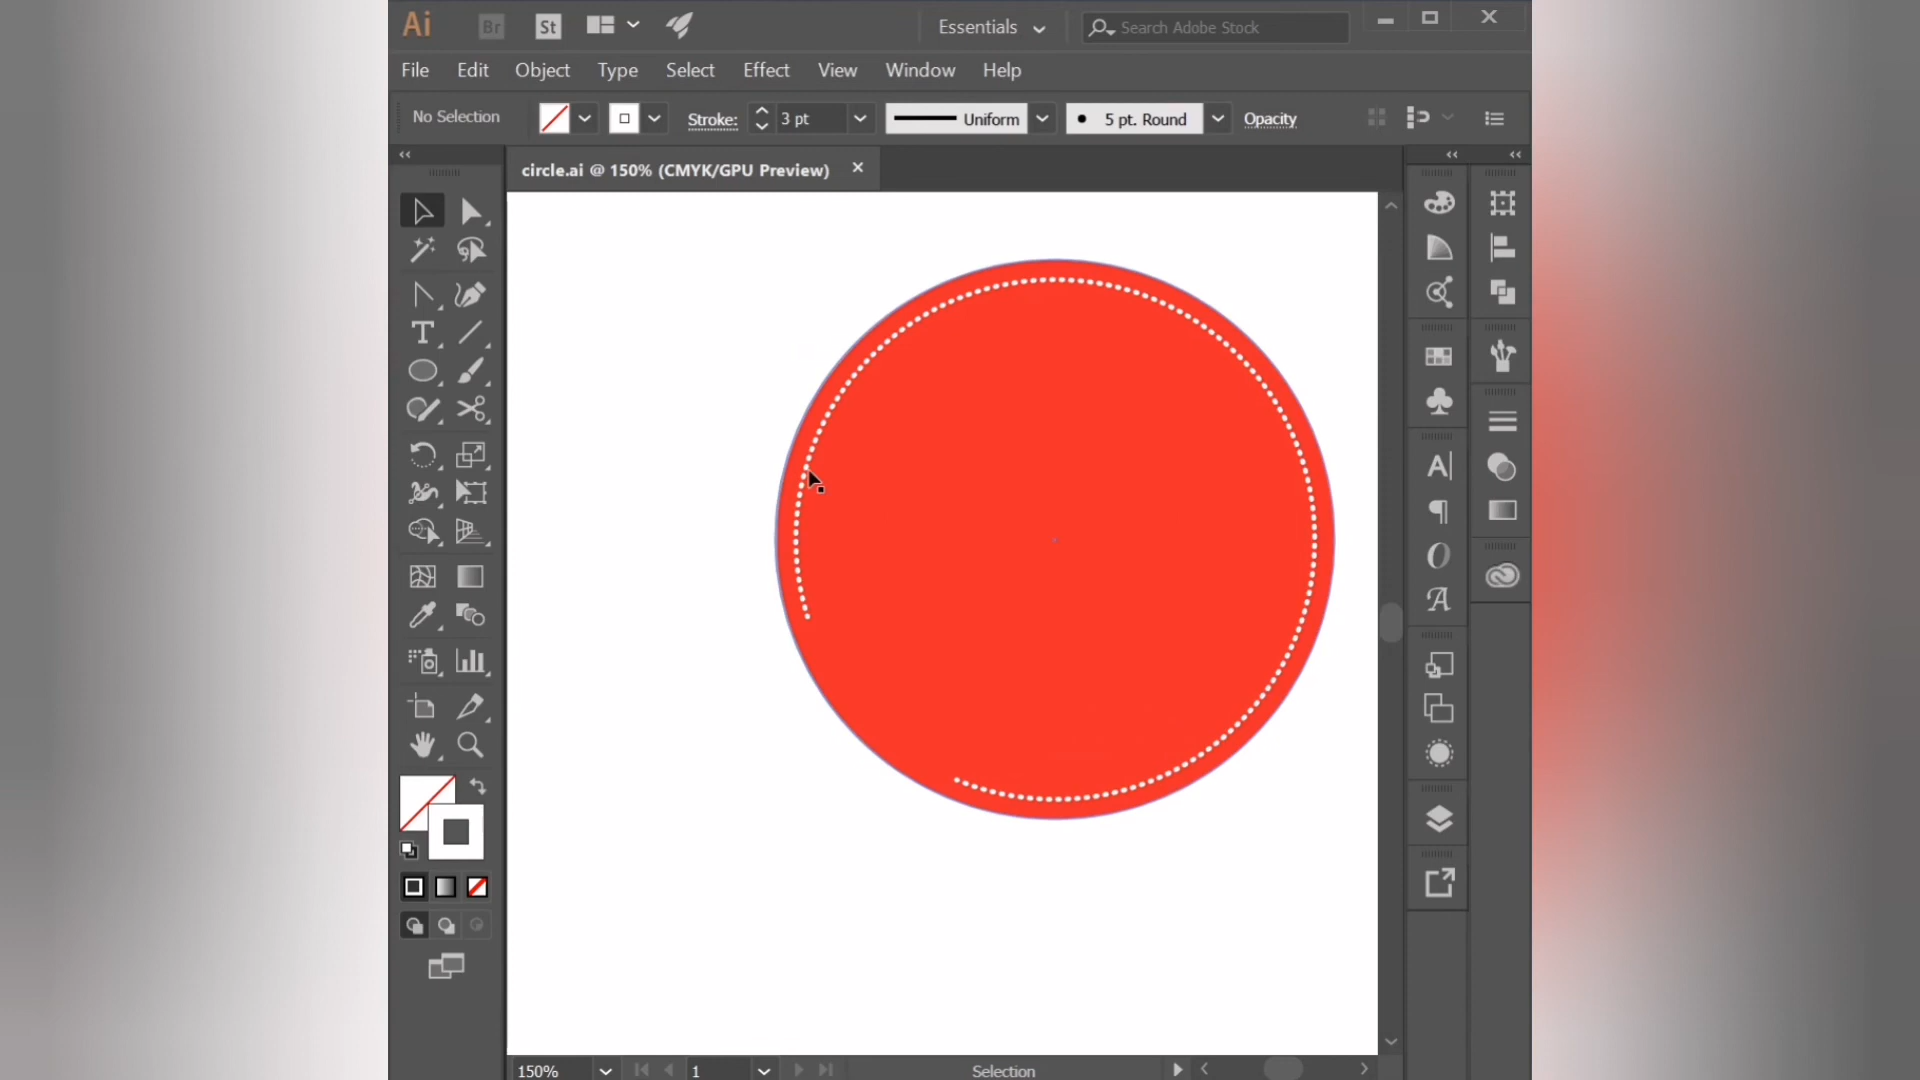 Ai Br St Essentials Search Adobe Stock
File Edit Object Type Select Effect View Window Help
No Selection Stroke: 3 pt Uniform 5 pt. Round Opacity
circle.ai @ 150% (CMYK/GPU Preview)
150% 1 Selection